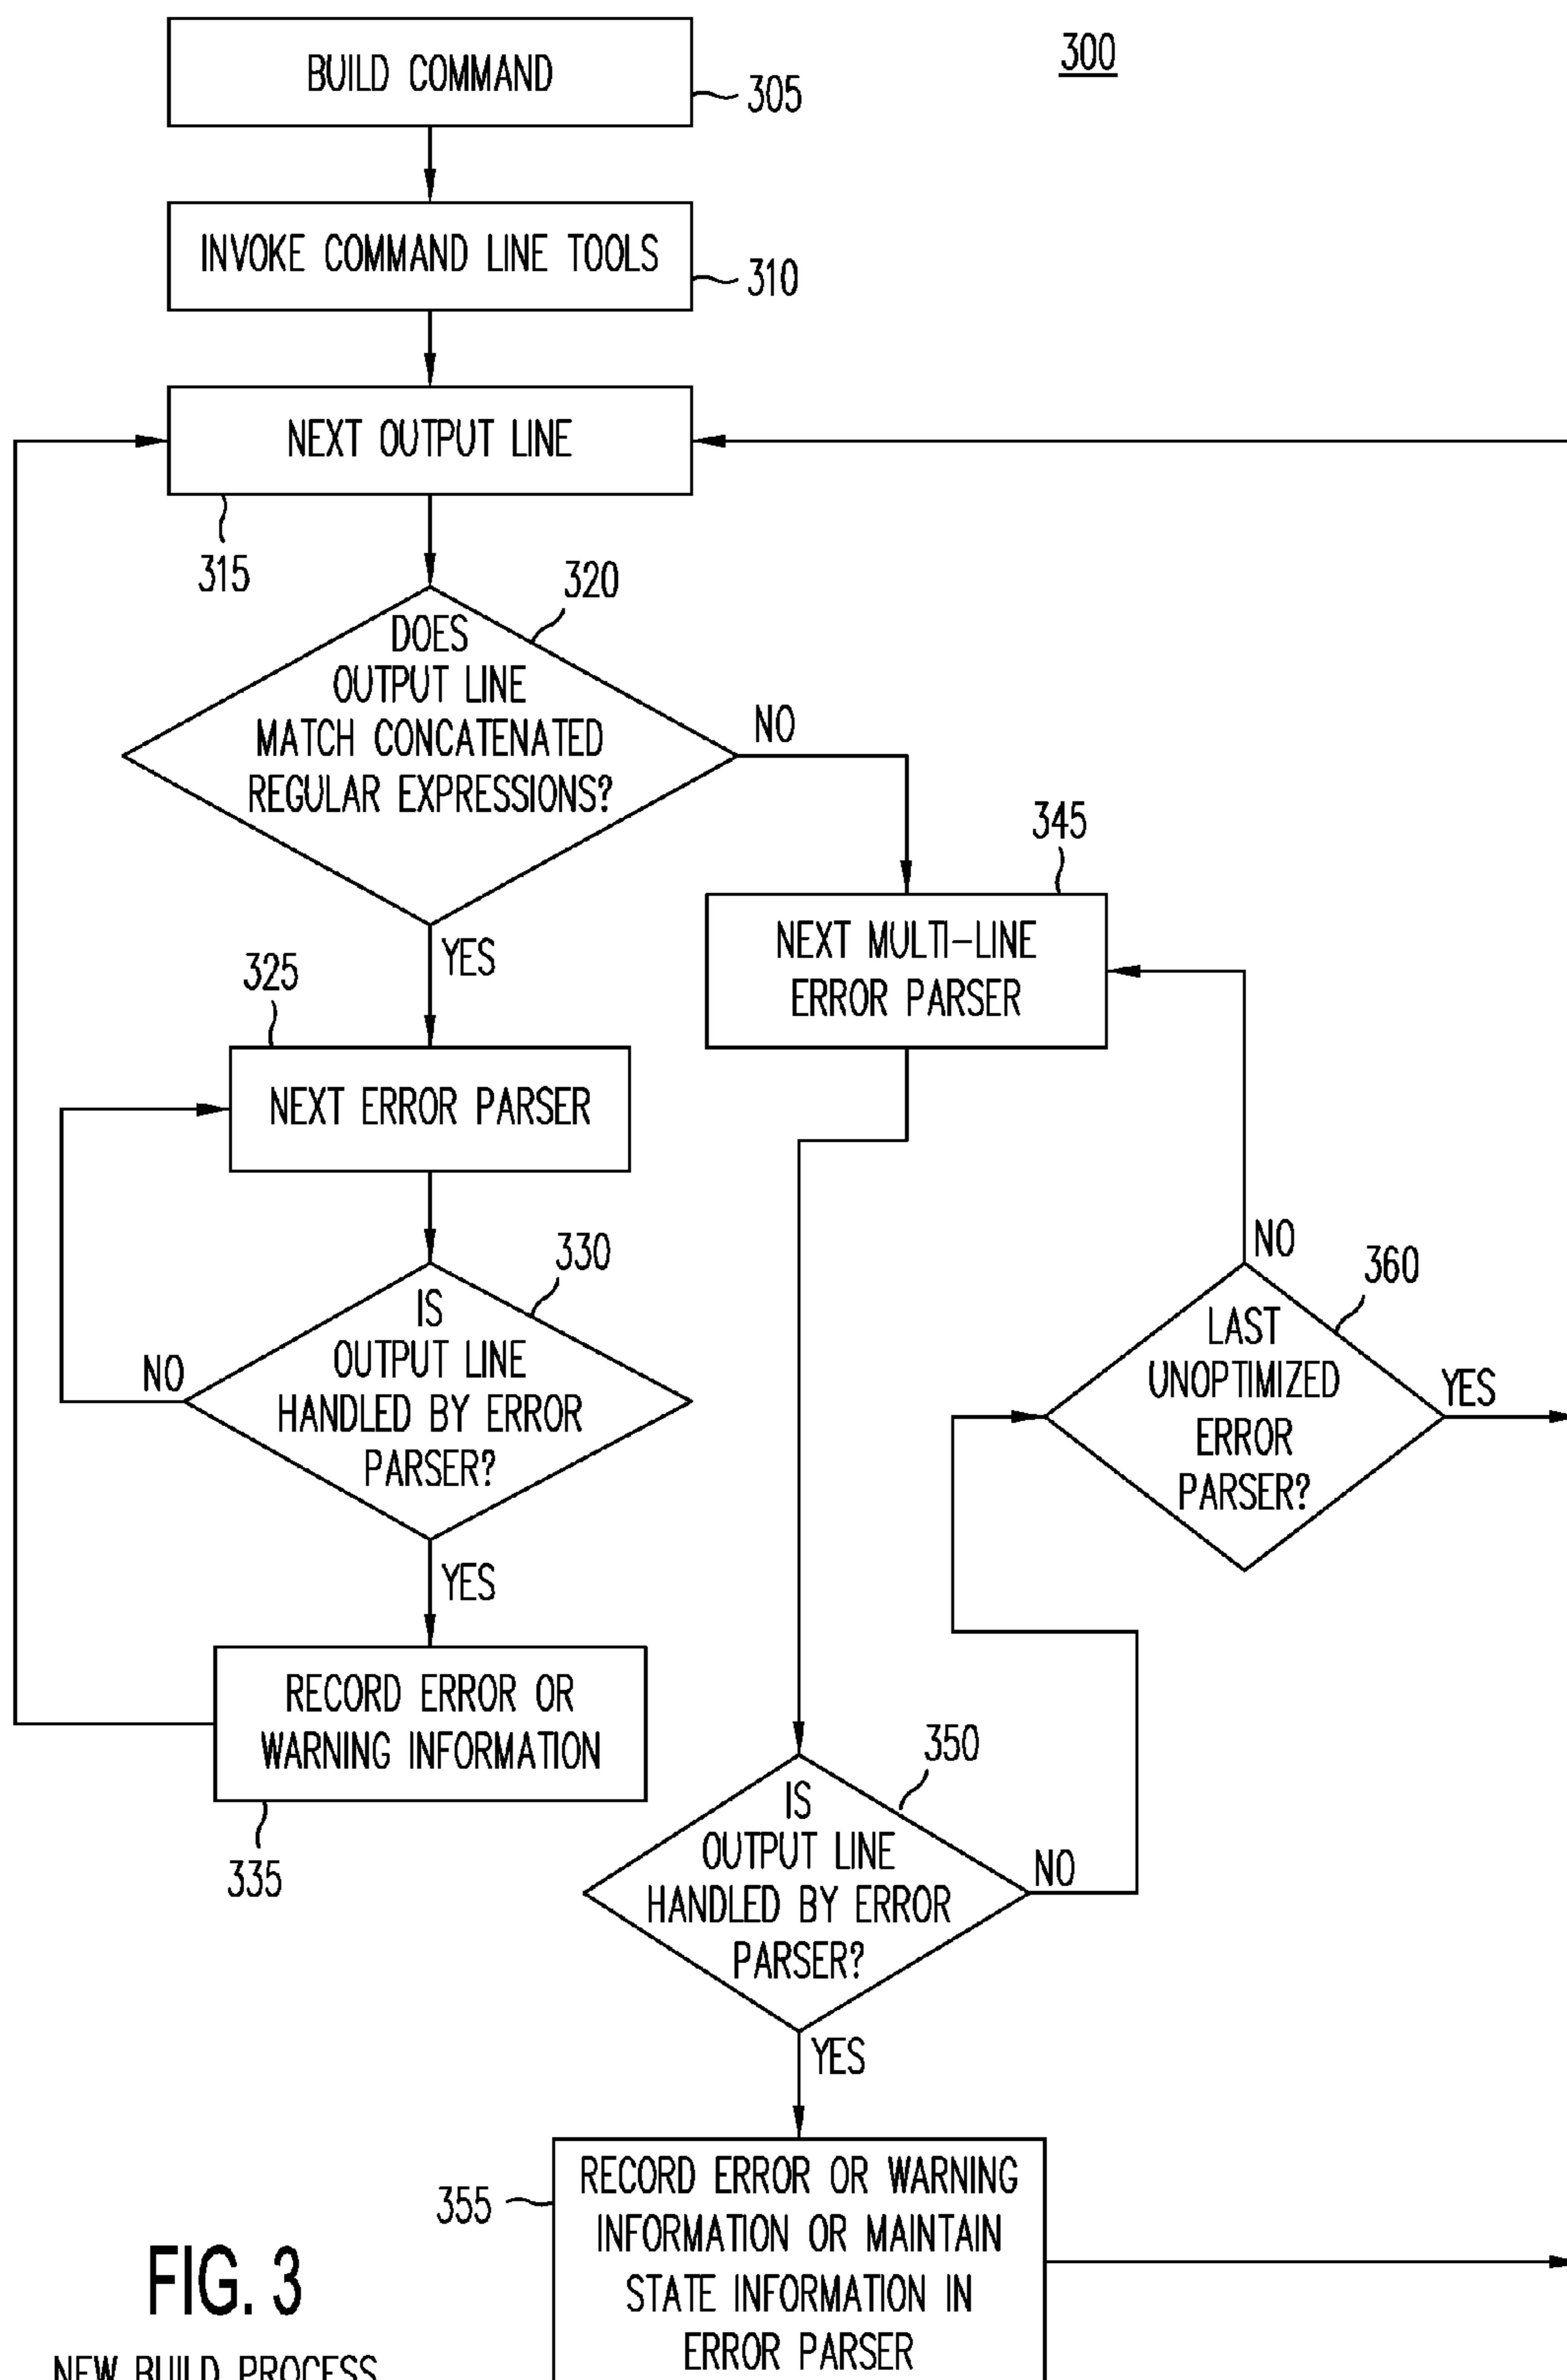 300
BUILD COMMAND
305
INVOKE COMMAND LINE TOOLS
310
NEXT OUTPUT LINE
315
320
DOES
OUTPUT LINE
MATCH CONCATENATED
REGULAR EXPRESSIONS?
NO
YES
345
NEXT MULTI-LINE
ERROR PARSER
325
NEXT ERROR PARSER
330
IS
OUTPUT LINE
HANDLED BY ERROR
PARSER?
NO
YES
NO
360
LAST
UNOPTIMIZED
ERROR
PARSER?
YES
RECORD ERROR OR
WARNING INFORMATION
335
350
IS
OUTPUT LINE
HANDLED BY ERROR
PARSER?
NO
YES
355
RECORD ERROR OR WARNING
INFORMATION OR MAINTAIN
STATE INFORMATION IN
ERROR PARSER
FIG. 3
NEW BUILD PROCESS